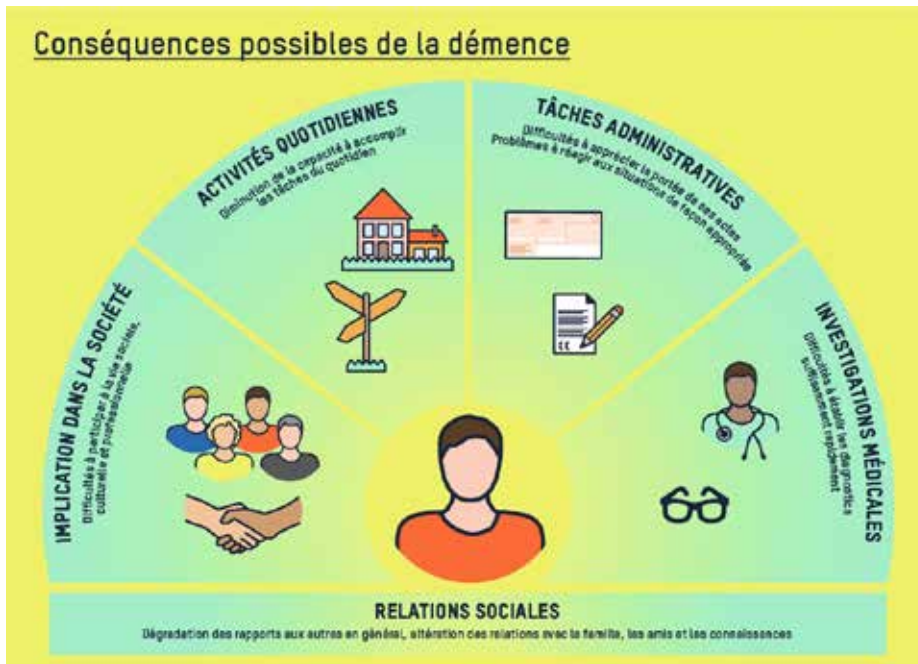 Conséquences possibles de la démence
IMPLICATION DANS LA SOCIÉTÉ
Difficultés à participer à la vie sociale,
culturelle et professionnelle
ACTIVITÉS QUOTIDIENNES
Diminution de la capacité à accomplir
les tâches du quotidien
TÂCHES ADMINISTRATIVES
Difficultés à apprécier la portée de ses actes
Problèmes à réagir aux situations de façon appropriée
INVESTIGATIONS MÉDICALES
Difficultés à établir les diagnostics
suffisamment rapidement
RELATIONS SOCIALES
Dégradation des rapports aux autres en général, altération des relations avec la famille, les amis et les connaissances